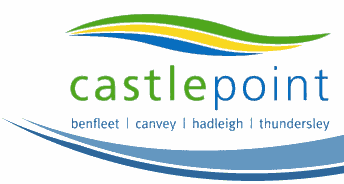 castlepoint
benfleet | canvey | hadleigh | thundersley